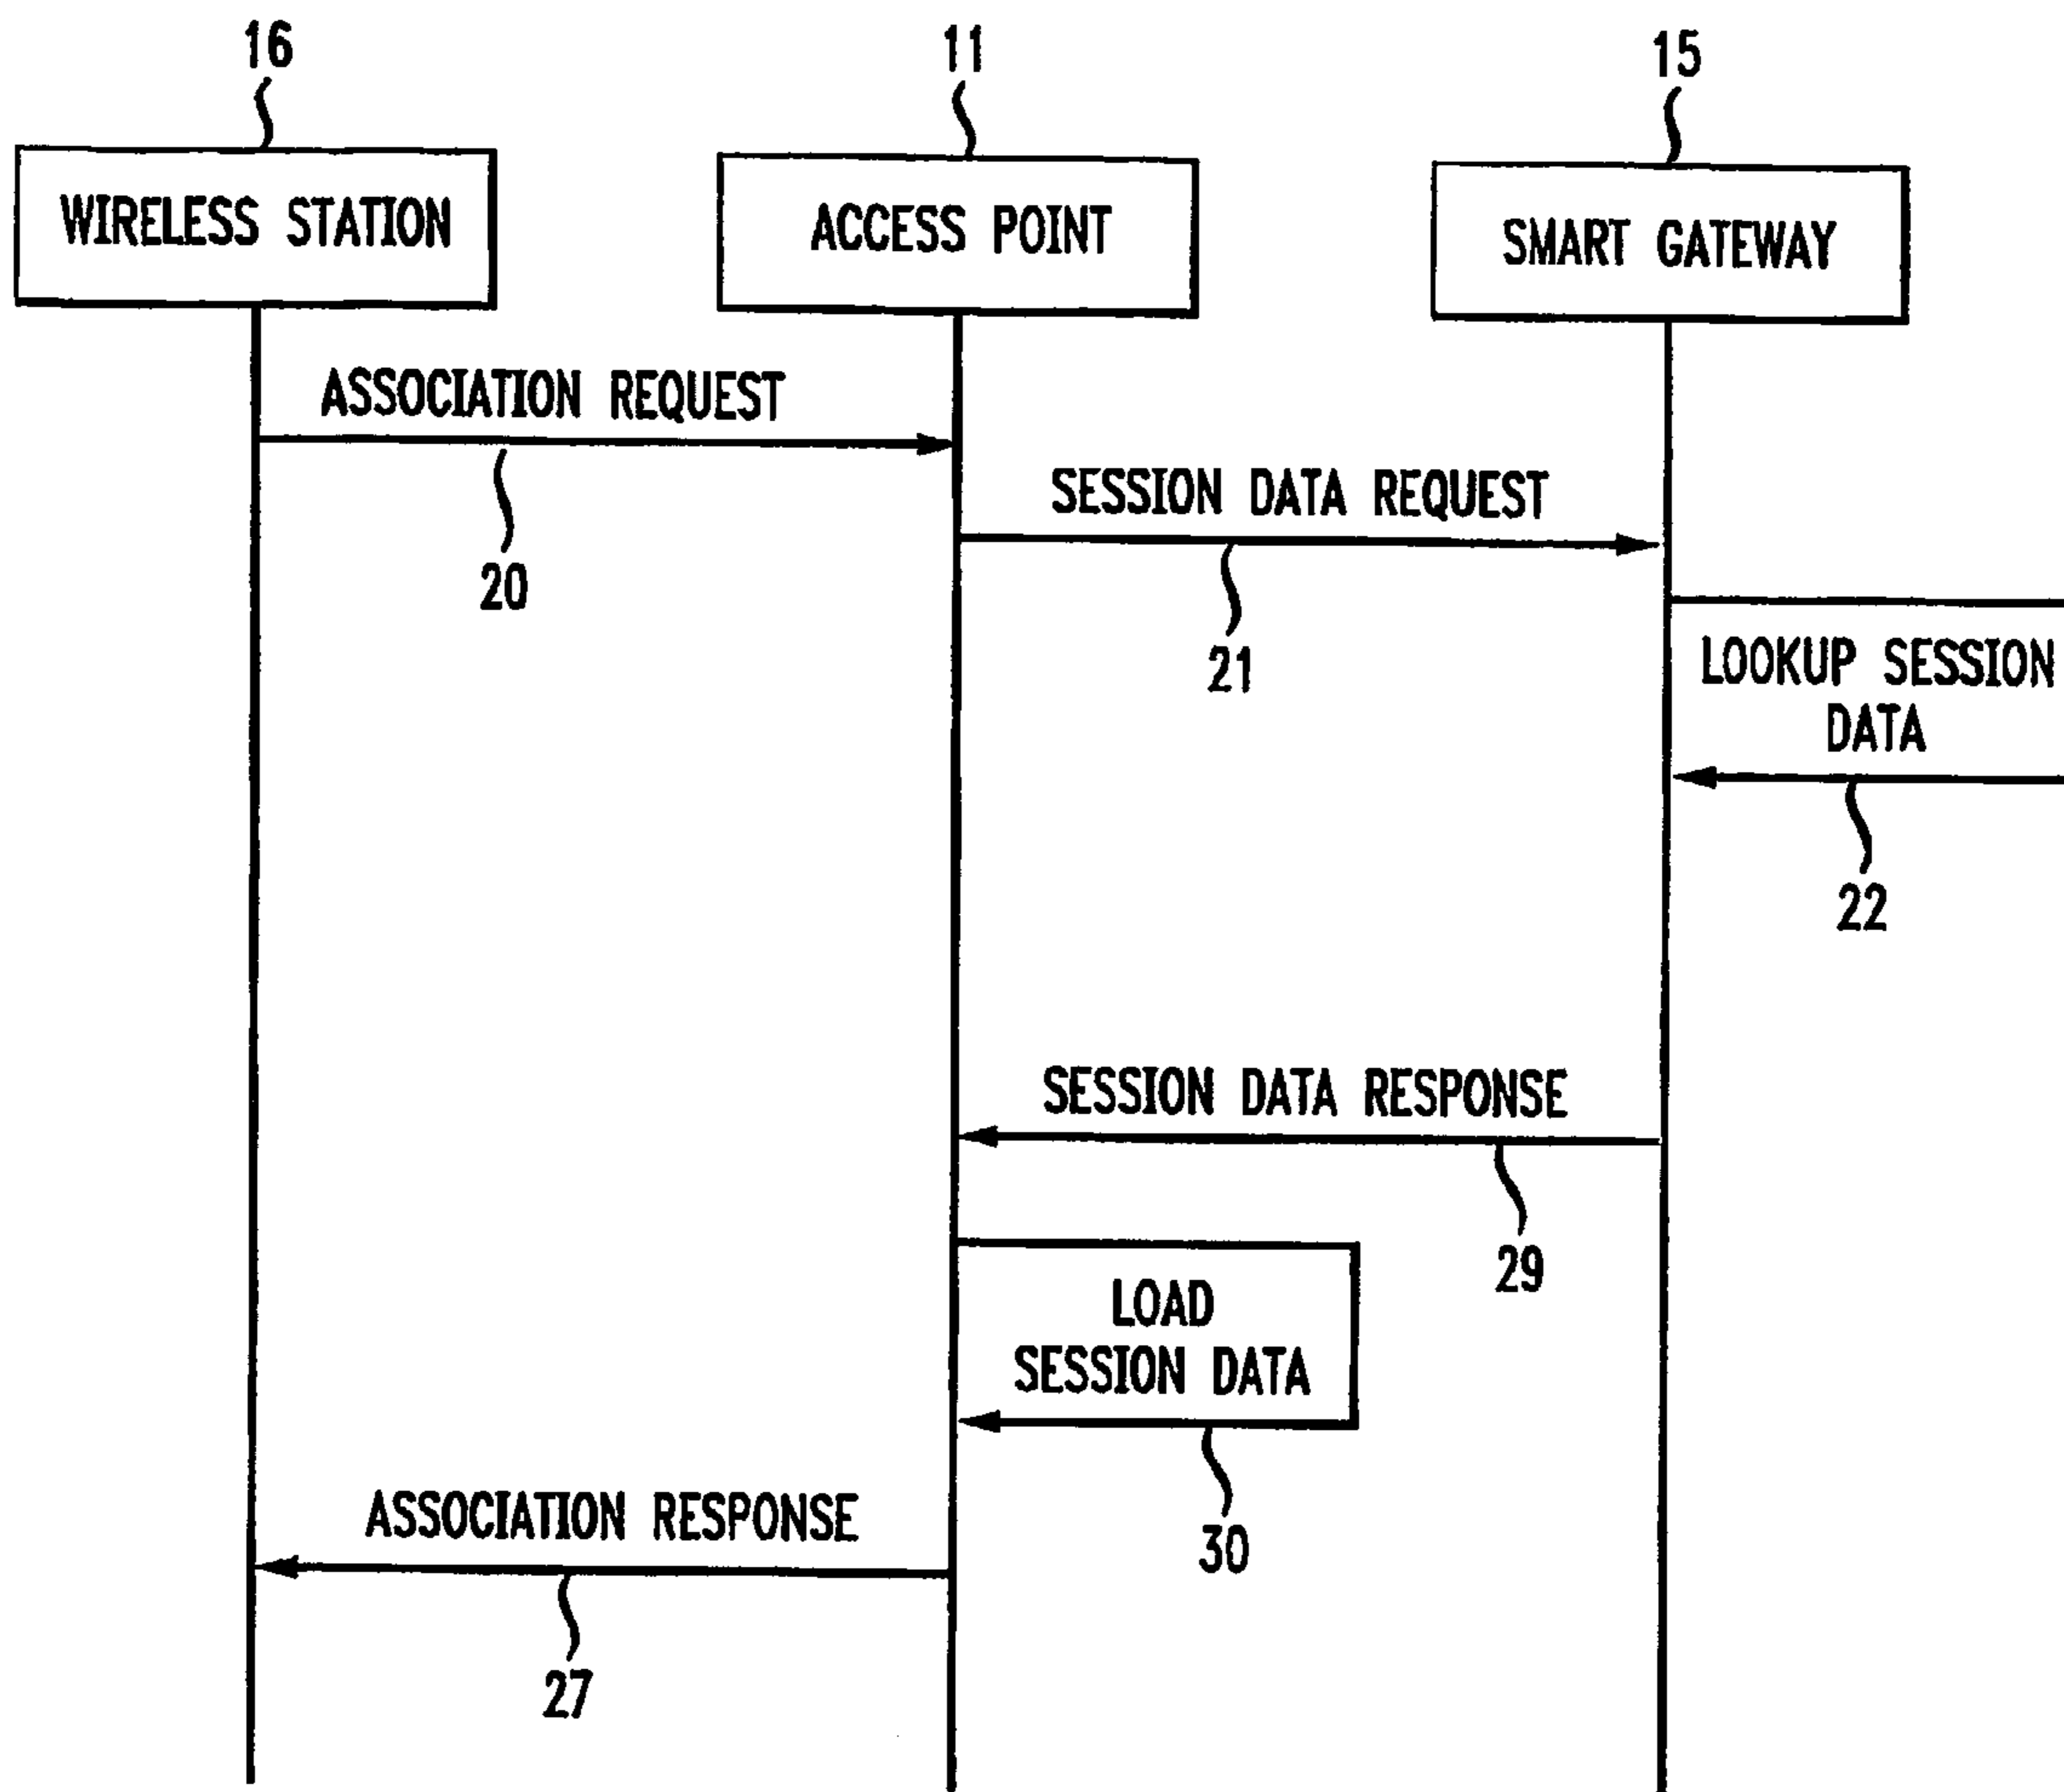 16
11
15
WIRELESS STATION
ACCESS POINT
SMART GATEWAY
ASSOCIATION REQUEST
20
SESSION DATA REQUEST
21
LOOKUP SESSION
DATA
22
SESSION DATA RESPONSE
29
LOAD
SESSION DATA
30
ASSOCIATION RESPONSE
27